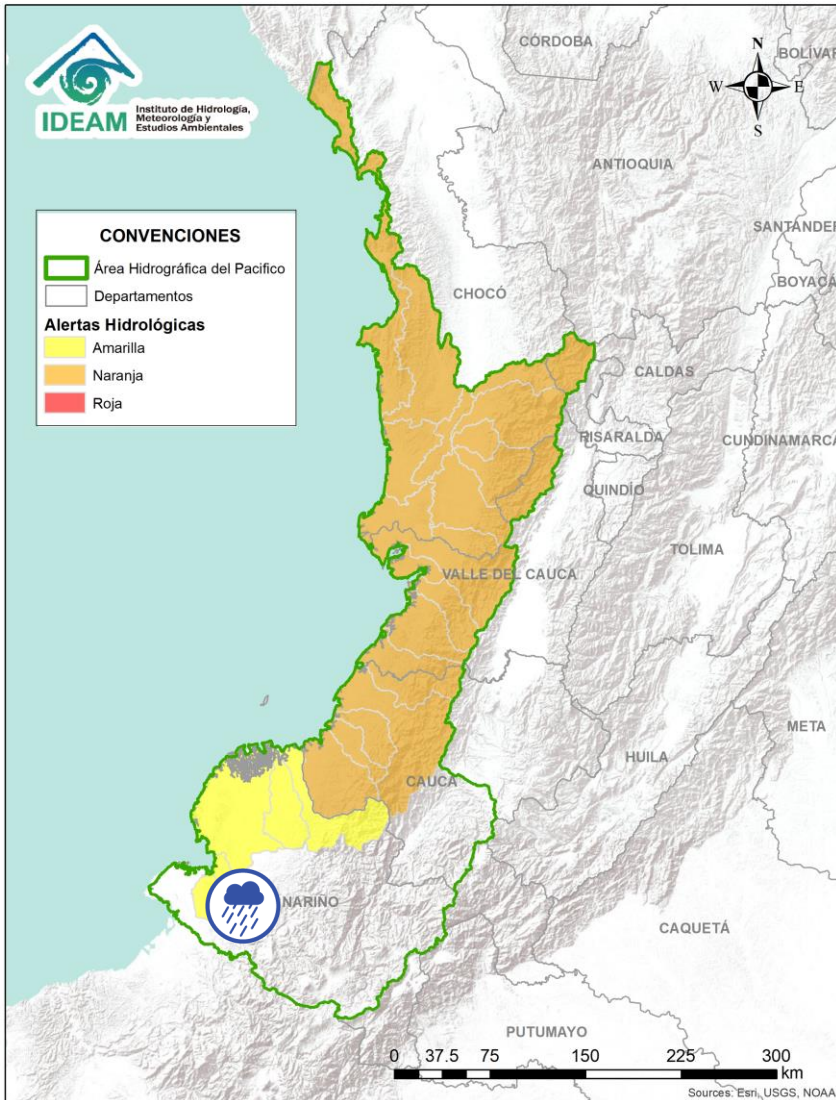 IDEAM
Instituto de Hidrología,
Meteorología y
Estudios Ambientales
CONVENCIONES
Área Hidrográfica del Pacifico
Departamentos
Alertas Hidrológicas
Amarilla
Naranja
Roja
N
W
E
S
CÓRDOBA
BOLÍVAR
ANTIOQUIA
SANTANDER
BOYACÁ
CHOCÓ
CALDAS
RISARALDA
CUNDINAMARCA
QUINDÍO
TOLIMA
VALLE DEL CAUCA
META
HUILA
CAUCA
NARIÑO
CAQUETÁ
PUTUMAYO
0 37.5 75 150 225 300
km
Sources: Esri, USGS, NOAA